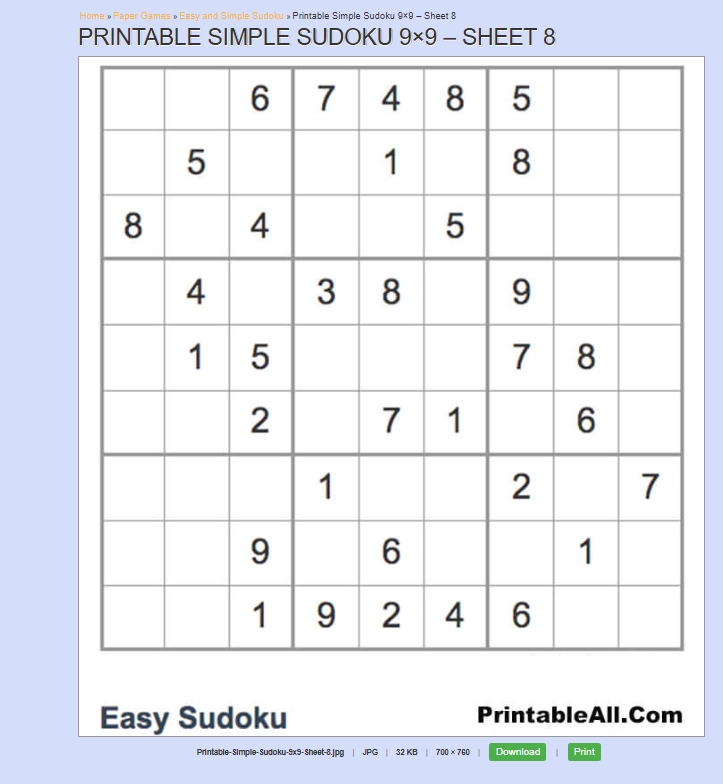 Home » Paper Games » Easy and Simple Sudoku » Printable Simple Sudoku 9×9 – Sheet 8
PRINTABLE SIMPLE SUDOKU 9×9 – SHEET 8
6 7 4 8 5
5 1 8
8 4 5
4 3 8 9
1 5 7 8
2 7 1 6
1 2 7
9 6 1
1 9 2 4 6
Easy Sudoku PrintableAll.Com
Printable-Simple-Sudoku-9x9-Sheet-8.jpg | JPG | 32 KB | 700 × 760 | Download | Print